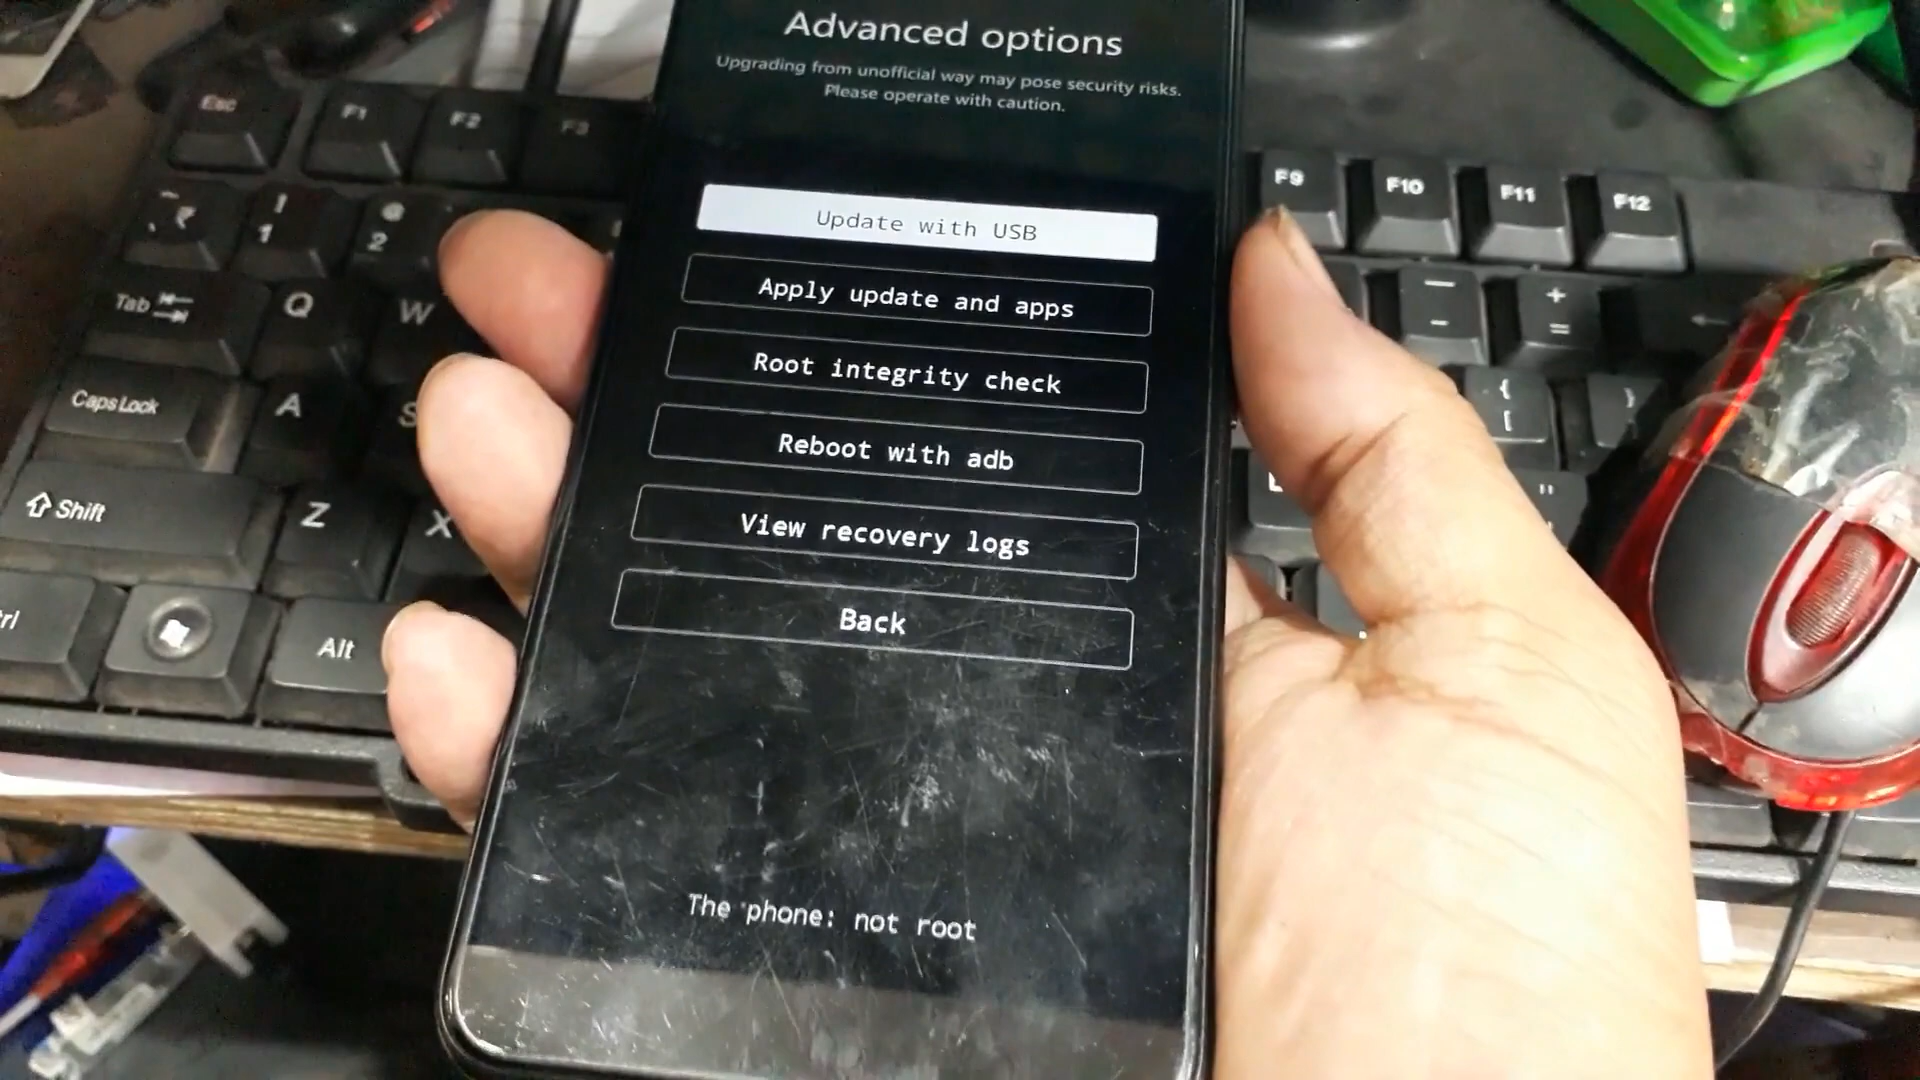 Advanced options
Upgrading from unofficial way may pose security risks.
Please operate with caution.
Update with USB
Apply update and apps
Root integrity check
Reboot with adb
View recovery logs
Back
The phone: not root
Esc F1 F2 F3 F9 F10 F11 F12
~ ` ₹ ! 1 @ 2 — - + =
Tab Q W { [ }
Caps Lock A S
Shift Z X "
Alt